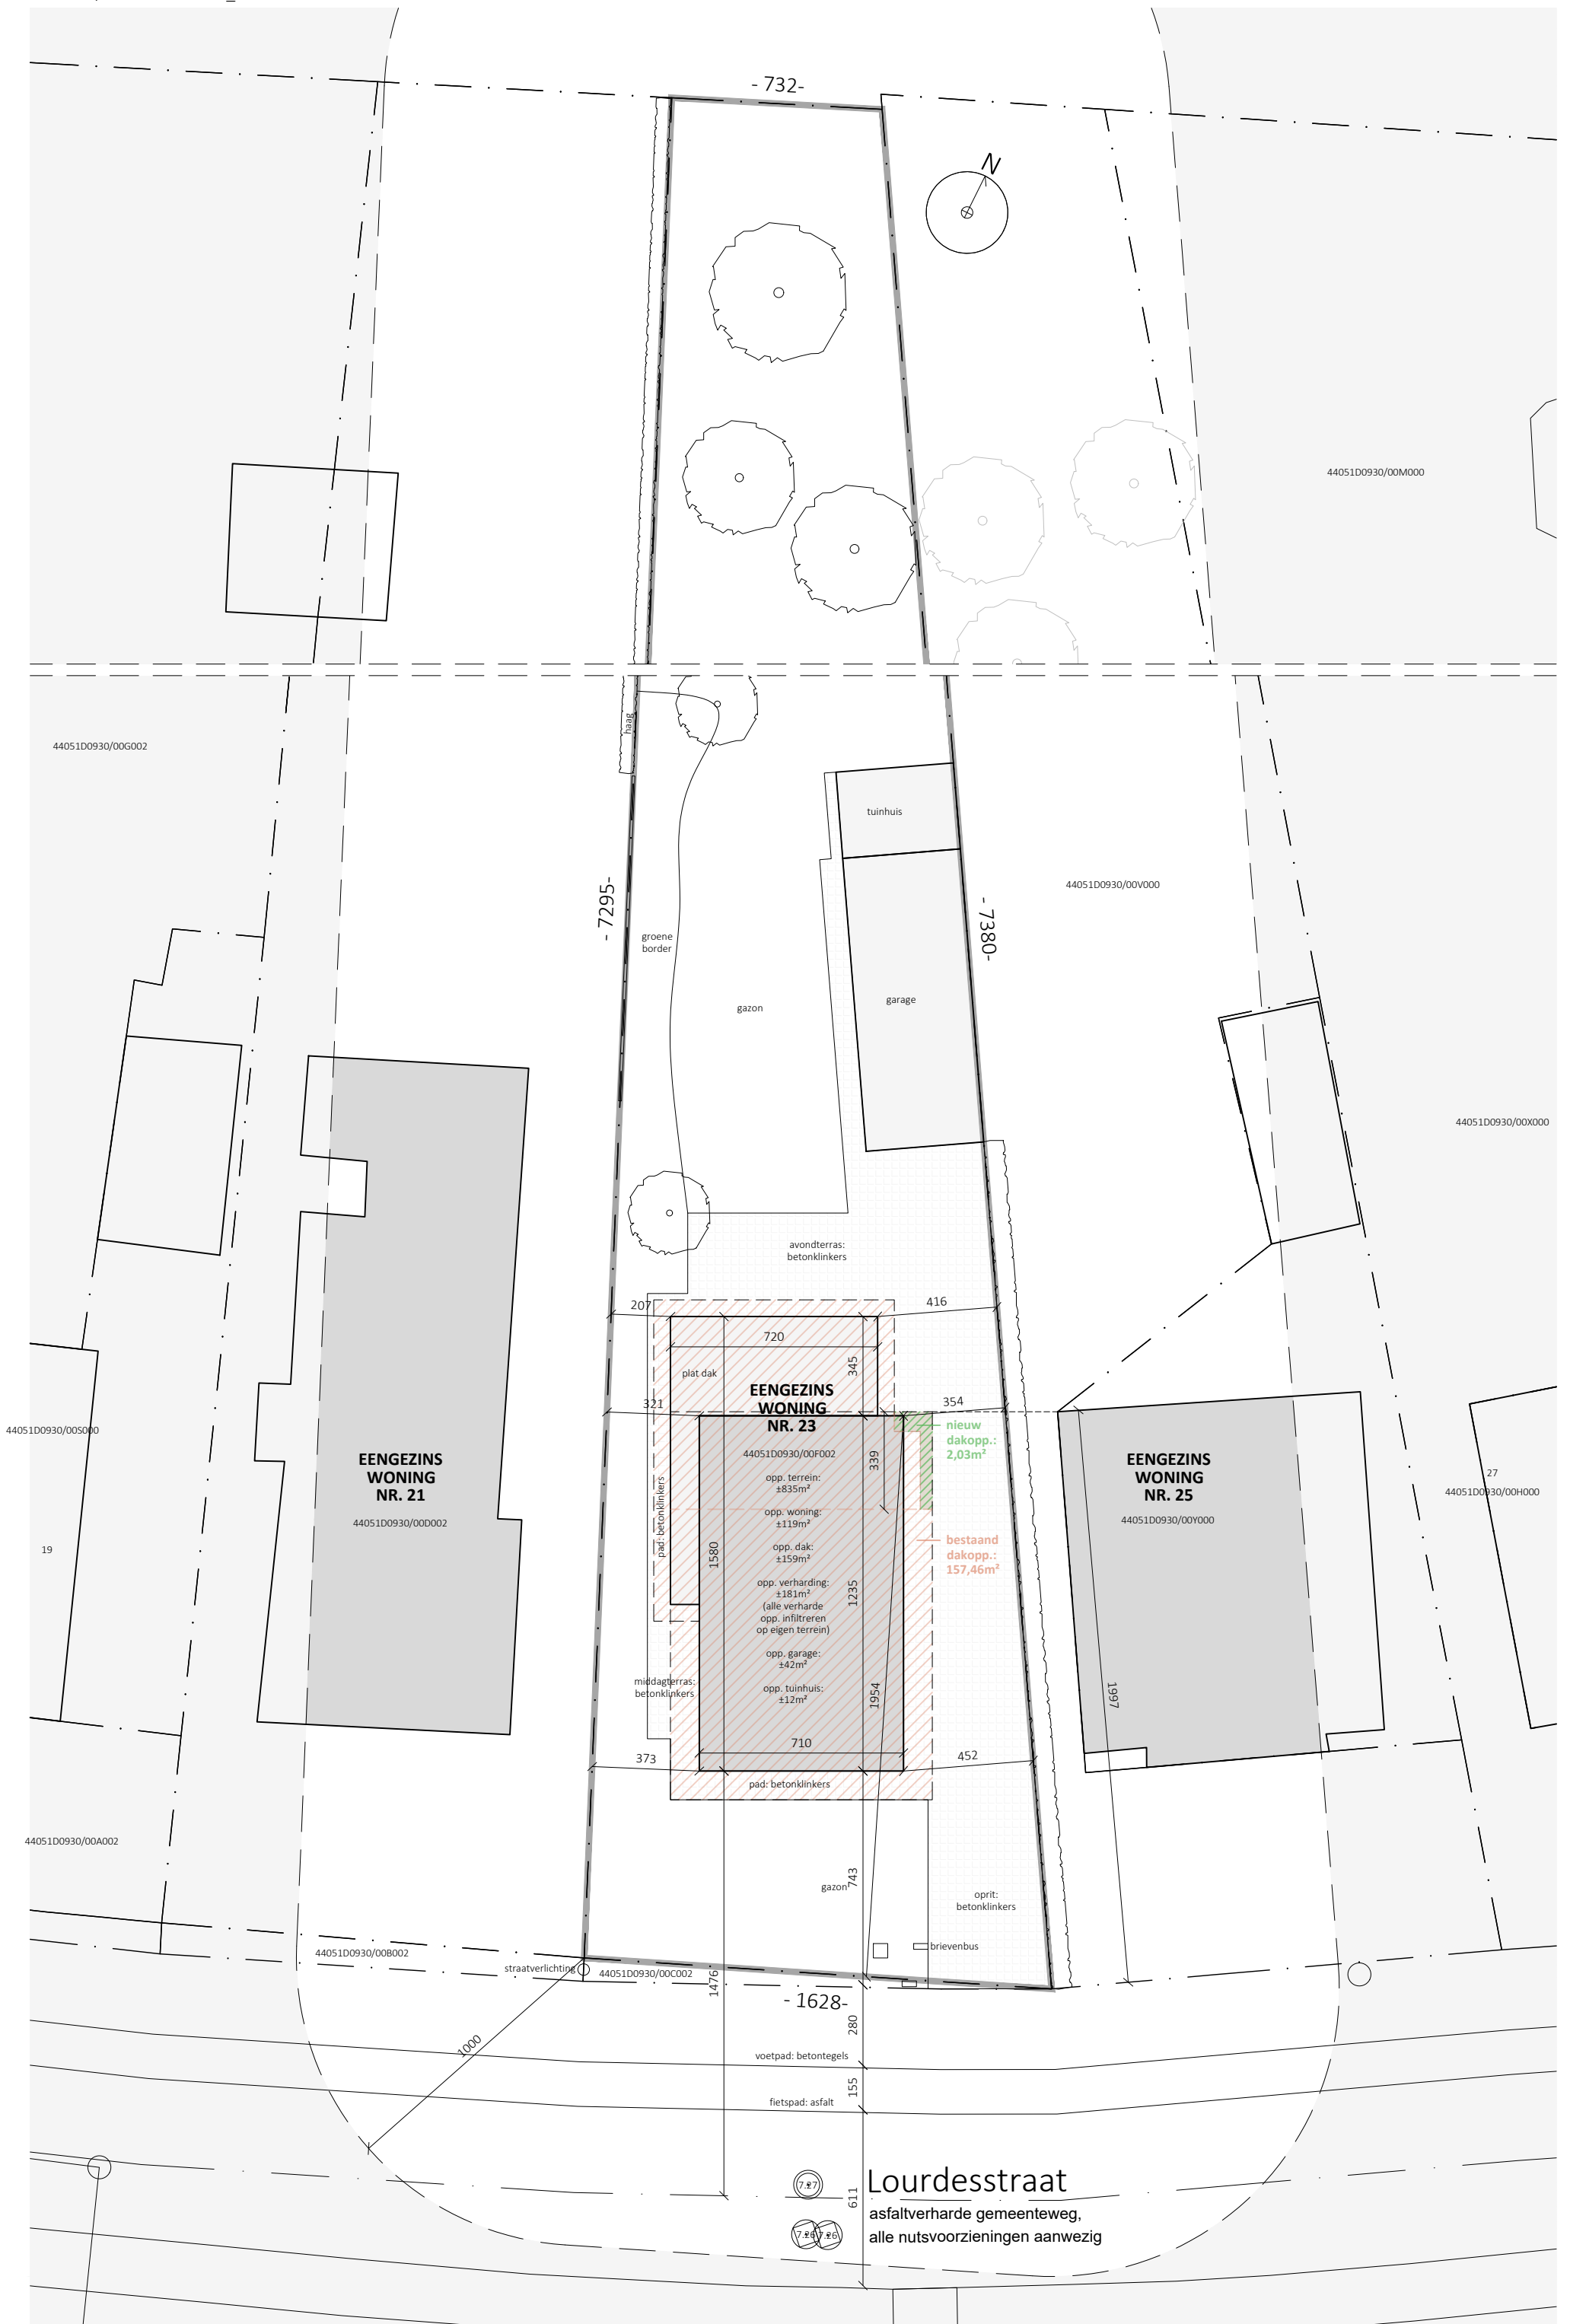 - 732-
N
44051D0930/00M000
44051D0930/00G002
haag
tuinhuis
44051D0930/00V000
- 7295-
- 7380-
groene
border
gazon
garage
44051D0930/00X000
avondterras:
betonklinkers
207
416
720
345
plat dak
321
354
EENGEZINS
WONING
NR. 23
44051D0930/00F002
opp. terrein:
±835m²
opp. woning:
±119m²
opp. dak:
±159m²
opp. verharding:
±181m²
(alle verharde
opp. infiltreren
op eigen terrein)
opp. garage:
±42m²
opp. tuinhuis:
±12m²
339
nieuw
dakopp.:
2,03m²
bestaand
dakopp.:
157,46m²
44051D0930/00S000
EENGEZINS
WONING
NR. 21
44051D0930/00D002
EENGEZINS
WONING
NR. 25
44051D0930/00Y000
27
44051D0930/00H000
19
pad: betonklinkers
1580
1235
1954
1997
middagterras:
betonklinkers
710
373
452
pad: betonklinkers
44051D0930/00A002
743
gazon
oprit:
betonklinkers
brievenbus
44051D0930/00B002
straatverlichting
44051D0930/00C002
1476
- 1628-
280
1000
voetpad: betontegels
155
fietspad: asfalt
7.27
611
Lourdesstraat
asfaltverharde gemeenteweg,
7.26
7.26
alle nutsvoorzieningen aanwezig